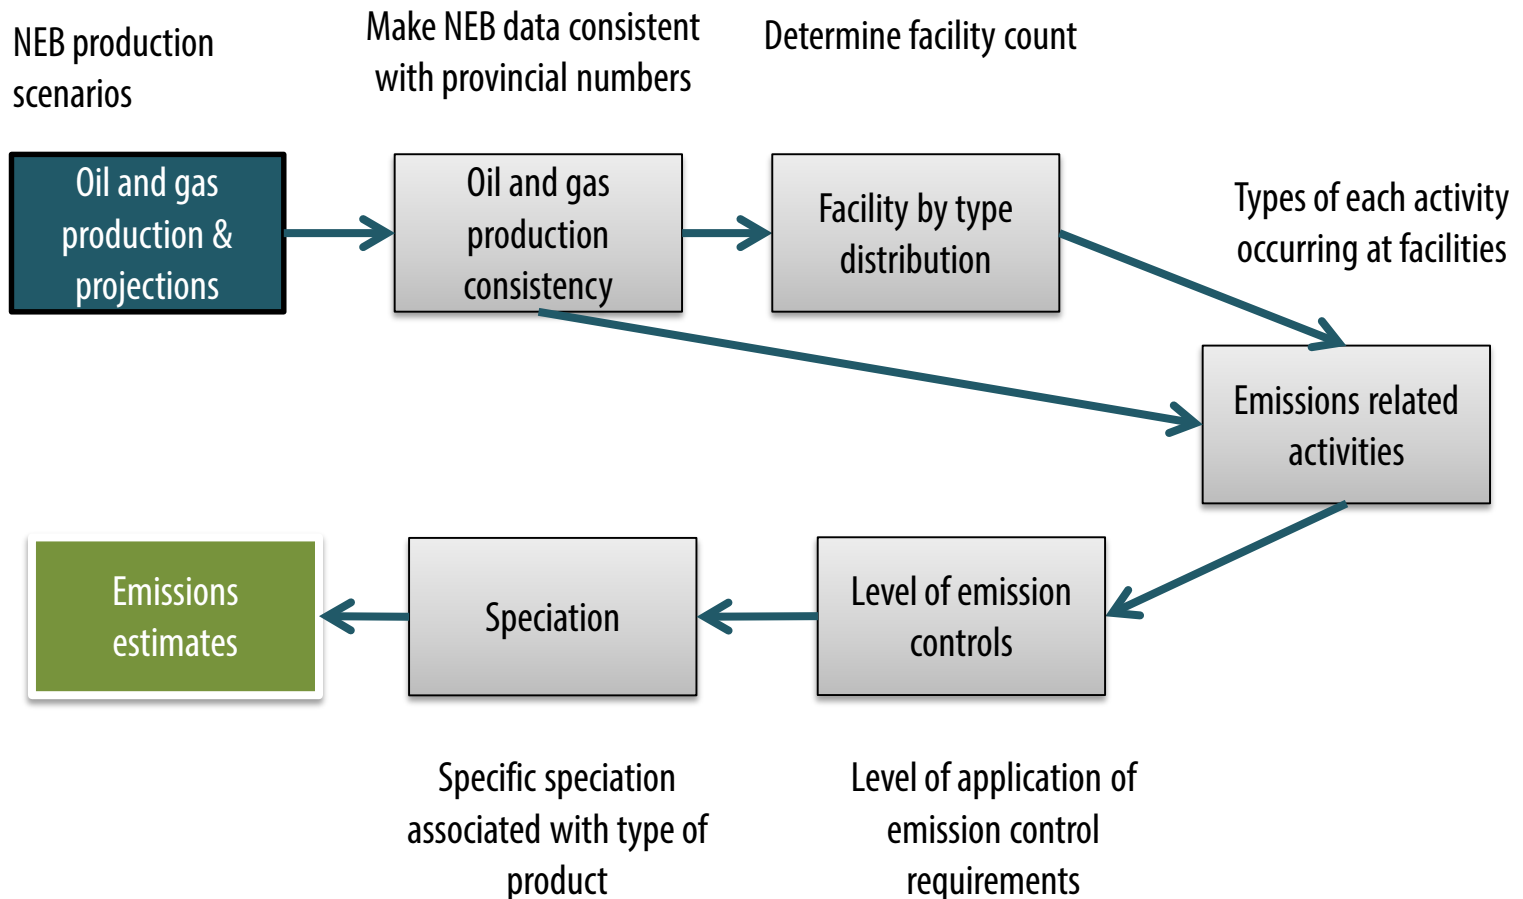 NEB production
scenarios
Make NEB data consistent
with provincial numbers
Determine facility count
Oil and gas
production &
projections
Oil and gas
production
consistency
Facility by type
distribution
Types of each activity
occurring at facilities
Emissions related
activities
Emissions
estimates
Speciation
Level of emission
controls
Specific speciation
associated with type of
product
Level of application of
emission control
requirements